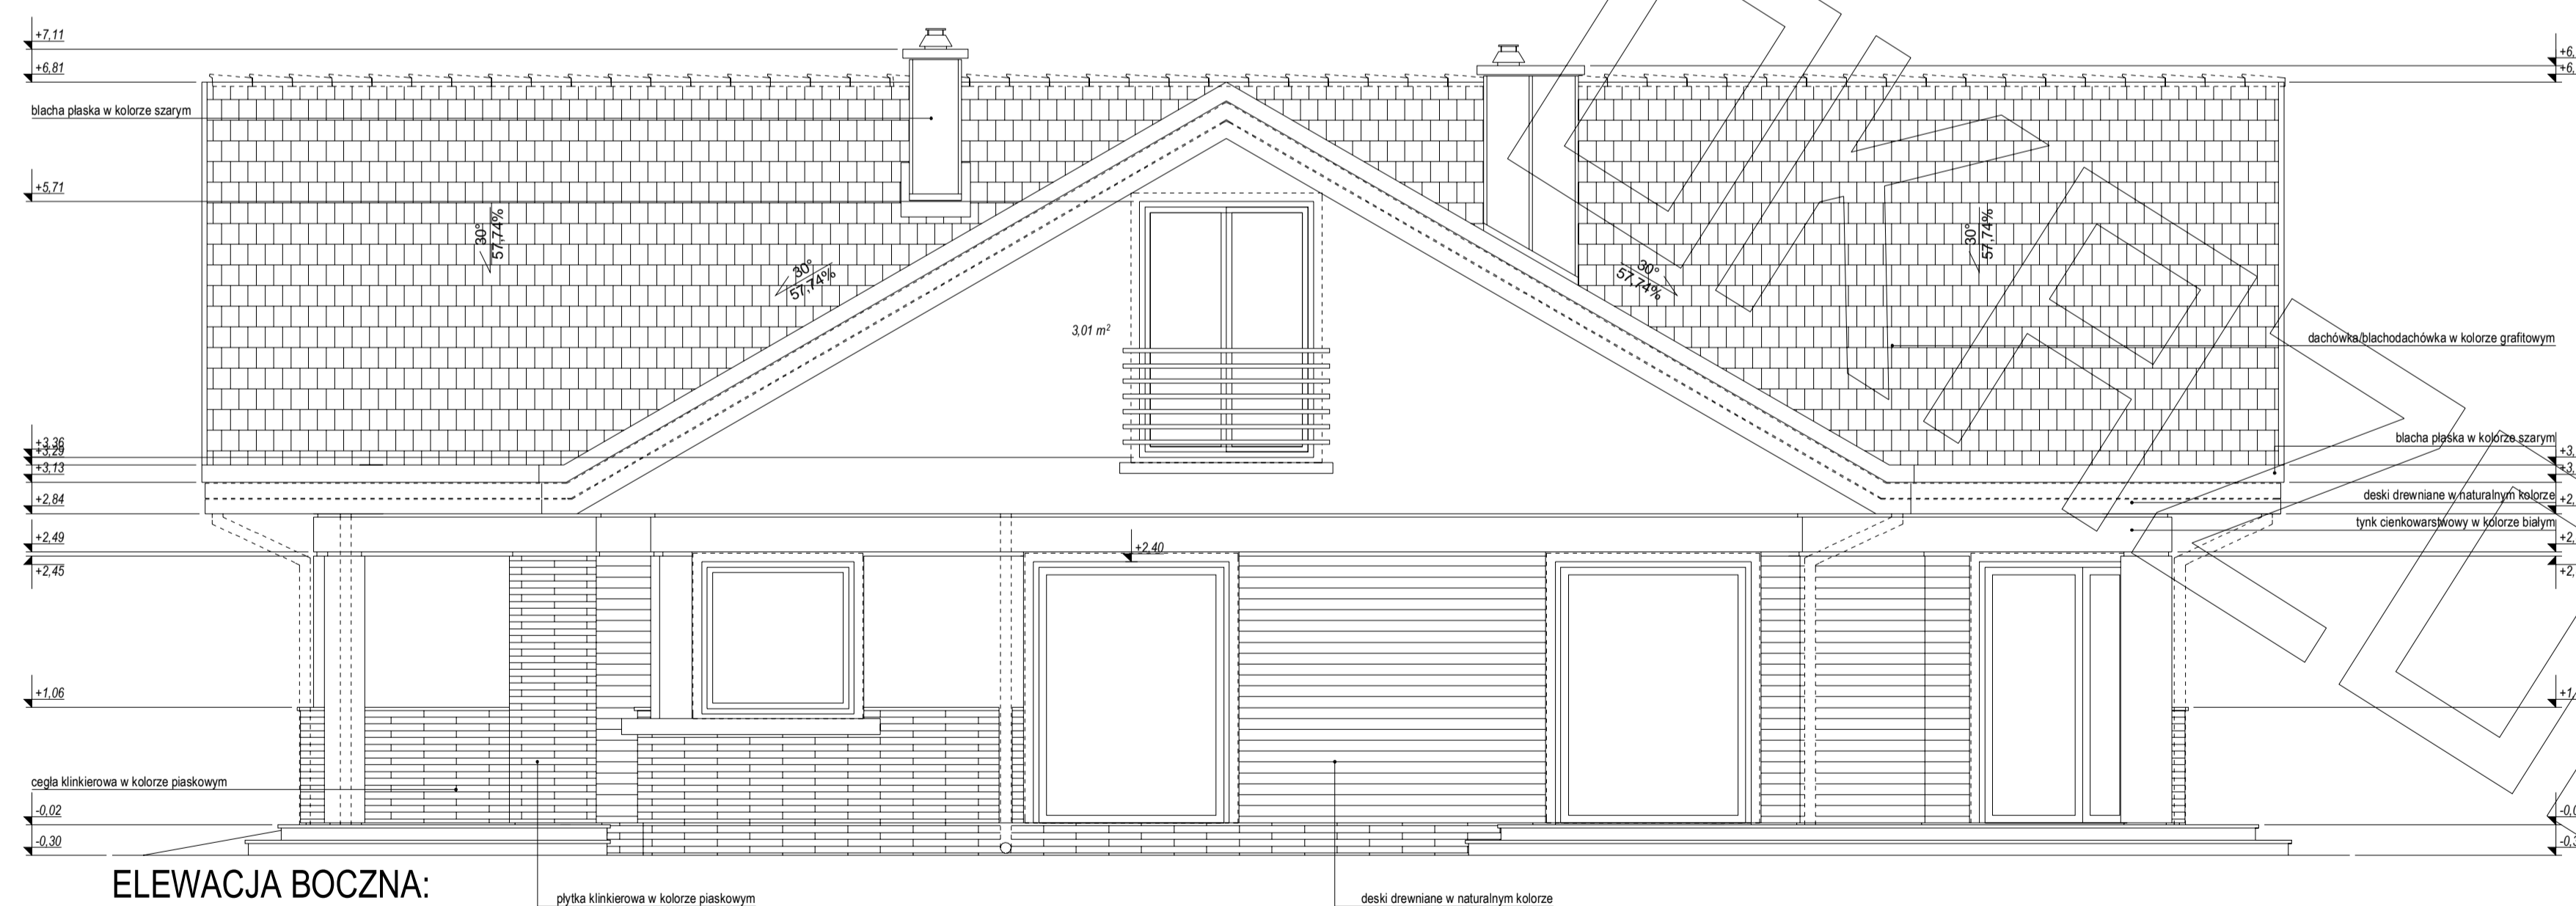 +7,11
+6,81
blacha płaska w kolorze szarym
+5,71
30°
57,74%
30°
57,74%
30°
57,74%
30°
57,74%
3,01 m²
dachówka/blachodachówka w kolorze grafitowym
+3,36
+3,29
+3,13
+2,84
+2,49
+2,45
blacha płaska w kolorze szarym
deski drewniane w naturalnym kolorze
tynk cienkowarstwowy w kolorze białym
+2,40
+1,06
cegła klinkierowa w kolorze piaskowym
-0,02
-0,30
ELEWACJA BOCZNA:
płytka klinkierowa w kolorze piaskowym
deski drewniane w naturalnym kolorze